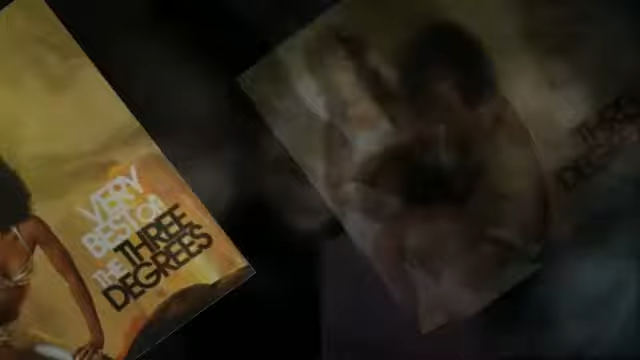 VERY
BEST OF
THE THREE
DEGREES
THREE
DEGREES